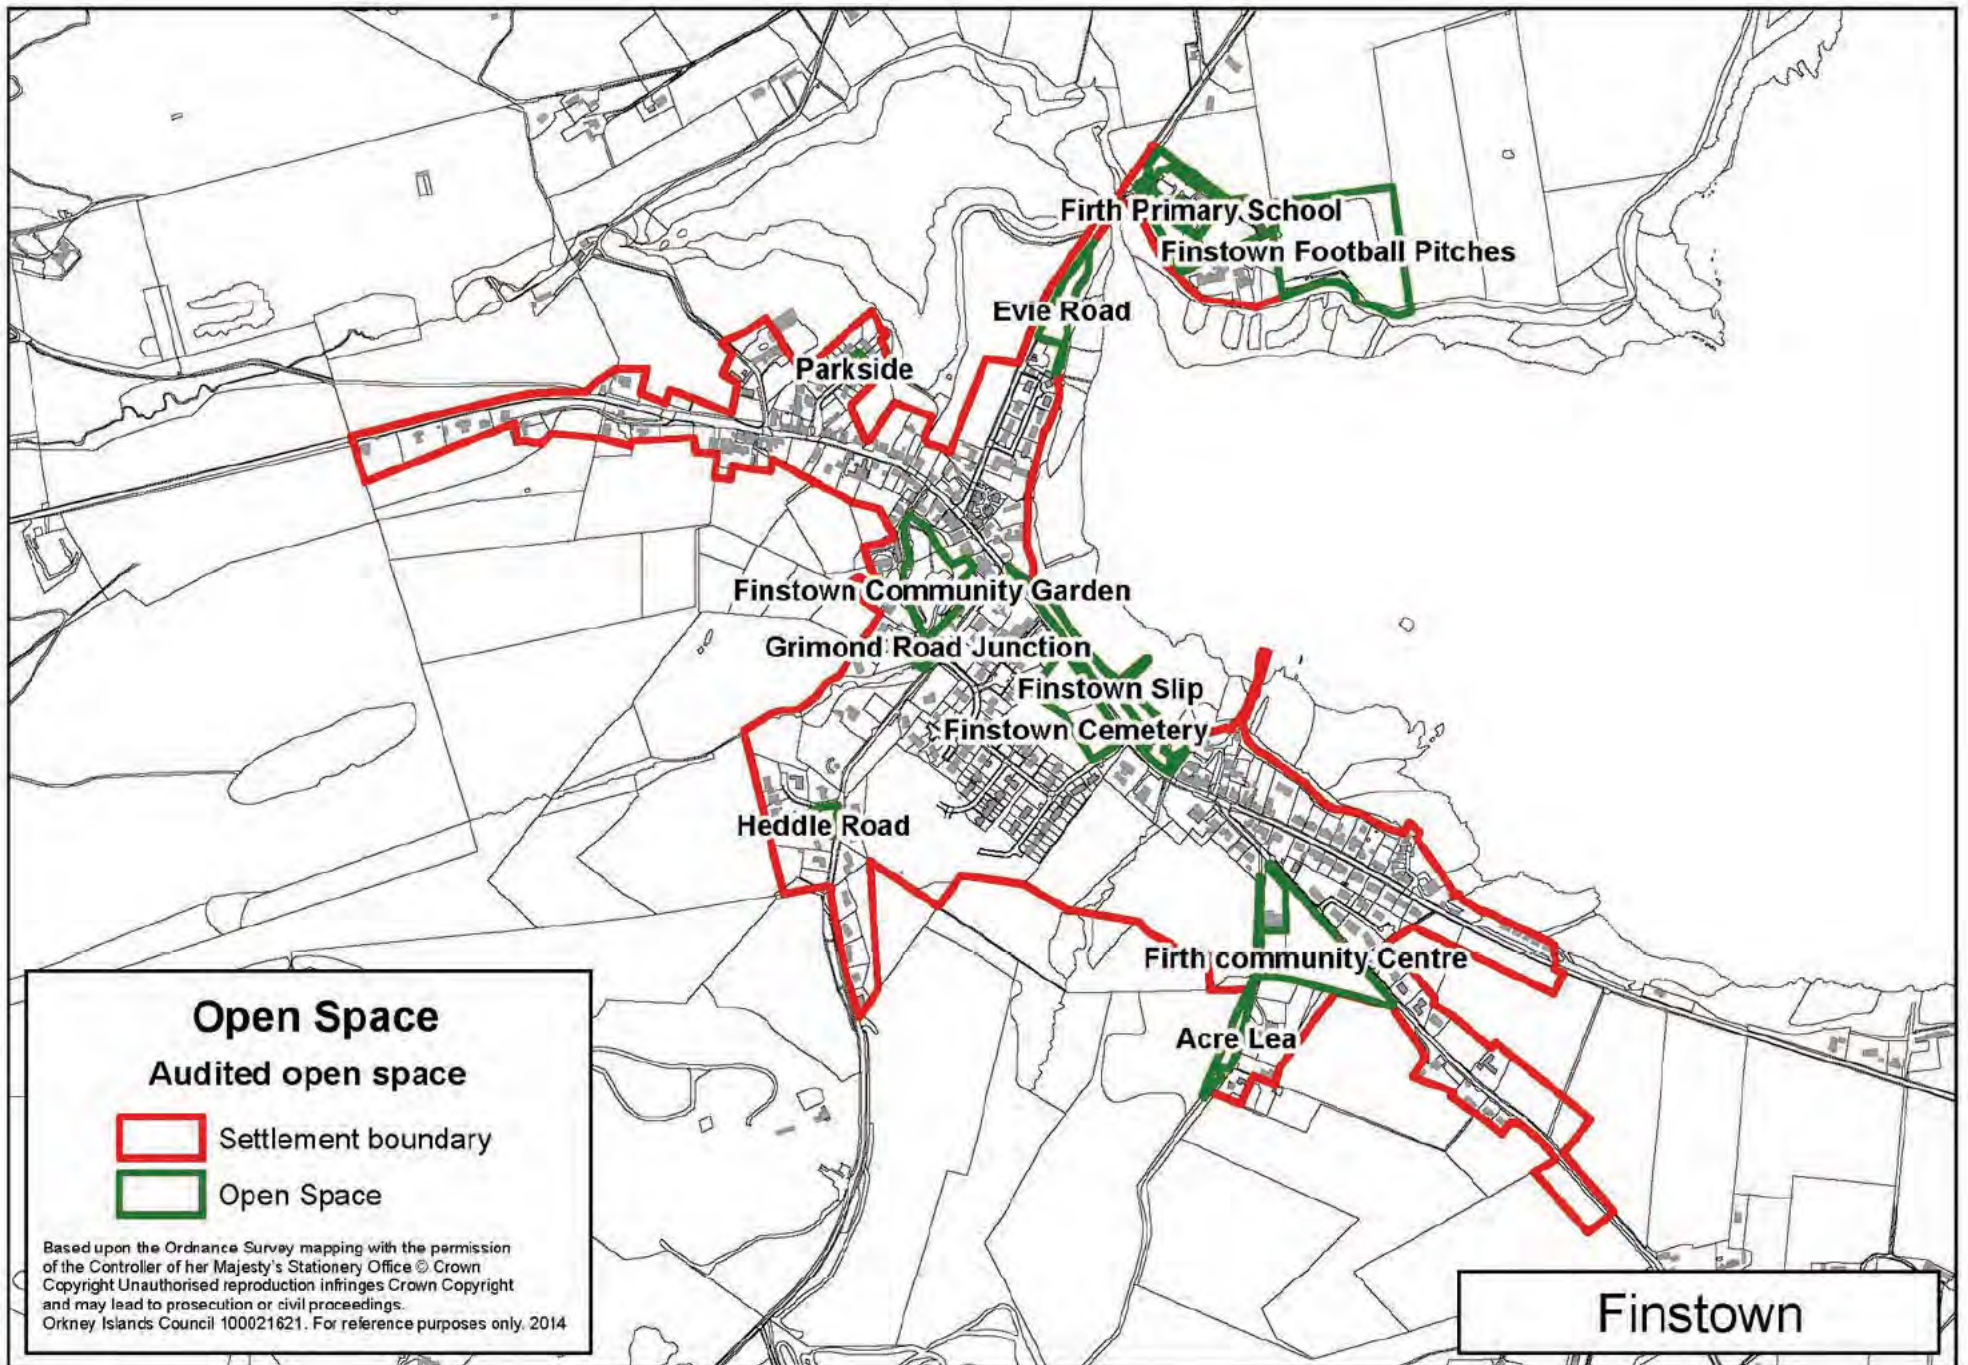 Firth Primary School
Finstown Football Pitches
Evie Road
Parkside
Finstown Community Garden
Grimond Road Junction
Finstown Slip
Finstown Cemetery
Heddle Road
Firth community Centre
Acre Lea
Open Space
Audited open space
Settlement boundary
Open Space
Based upon the Ordnance Survey mapping with the permission
of the Controller of her Majesty's Stationery Office © Crown
Copyright Unauthorised reproduction infringes Crown Copyright
and may lead to prosecution or civil proceedings.
Orkney Islands Council 100021621. For reference purposes only. 2014
Finstown